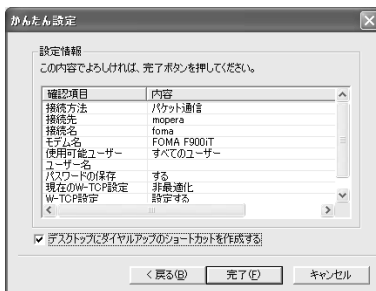 かんたん設定
設定情報
この内容でよろしければ、完了ボタンを押してください。
確認項目 内容
接続方法 パケット通信
接続先 mopera
接続名 foma
モデム名 FOMA F900iT
使用可能ユーザー すべてのユーザー
ユーザー名
パスワードの保存 する
現在のW-TCP設定 非最適化
W-TCP設定 設定する
デスクトップにダイヤルアップのショートカットを作成する
< 戻る(B) 完了(F) キャンセル